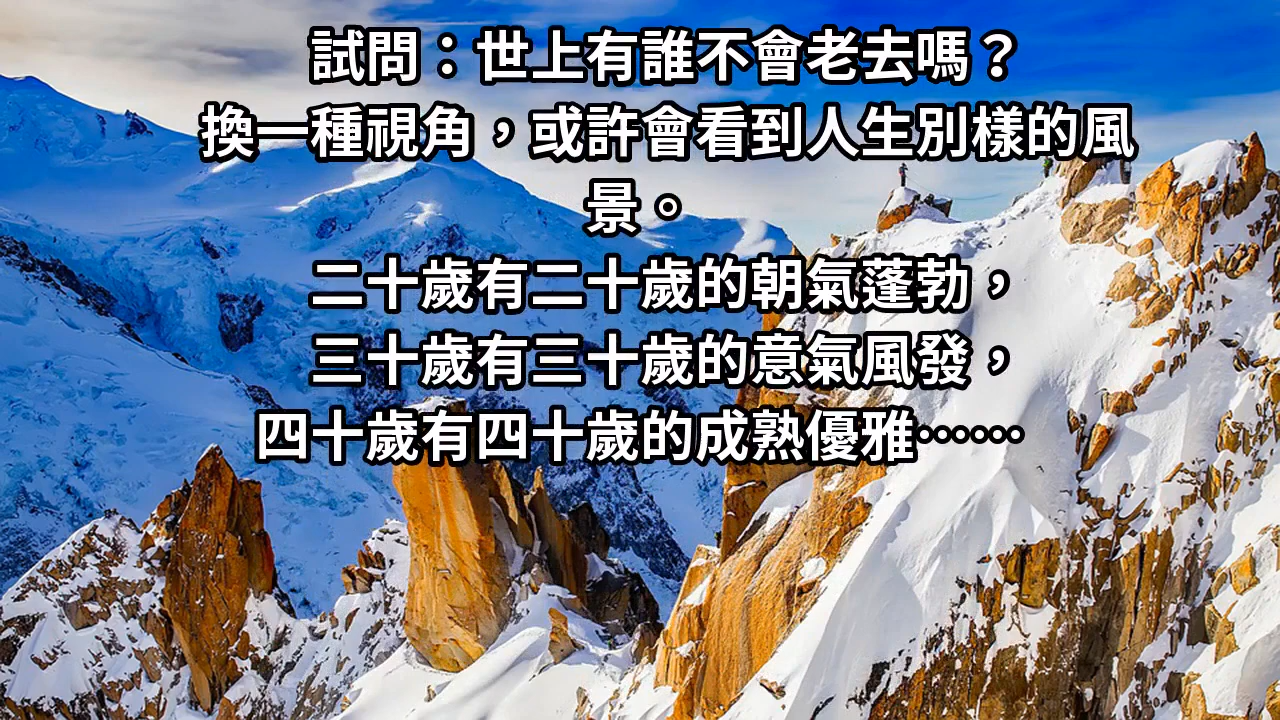 試問：世上有誰不會老去嗎？
換一種視角，或許會看到人生別樣的風
景。
二十歲有二十歲的朝氣蓬勃，
三十歲有三十歲的意氣風發，
四十歲有四十歲的成熟優雅……